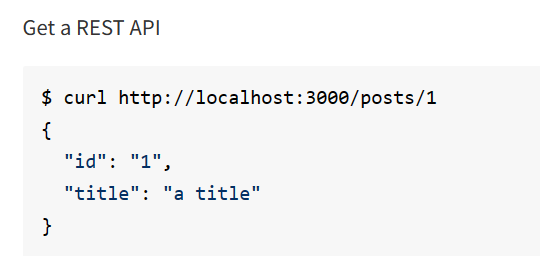 Get a REST API
$ curl http://localhost:3000/posts/1
{
  "id": "1",
  "title": "a title"
}